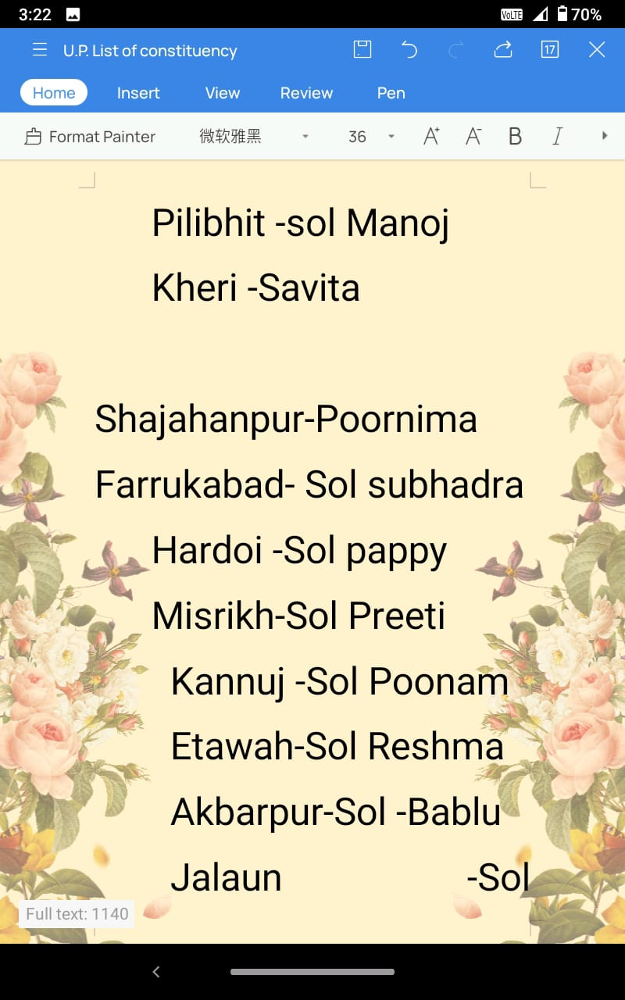 3:22 VoLTE 70%
U.P. List of constituency 17
Home Insert View Review Pen
Format Painter 微软雅黑 36 A+ A- B I
Pilibhit -sol Manoj
Kheri -Savita
Shajahanpur-Poornima
Farrukabad- Sol subhadra
Hardoi -Sol pappy
Misrikh-Sol Preeti
Kannuj -Sol Poonam
Etawah-Sol Reshma
Akbarpur-Sol -Bablu
Jalaun -Sol
Full text: 1140